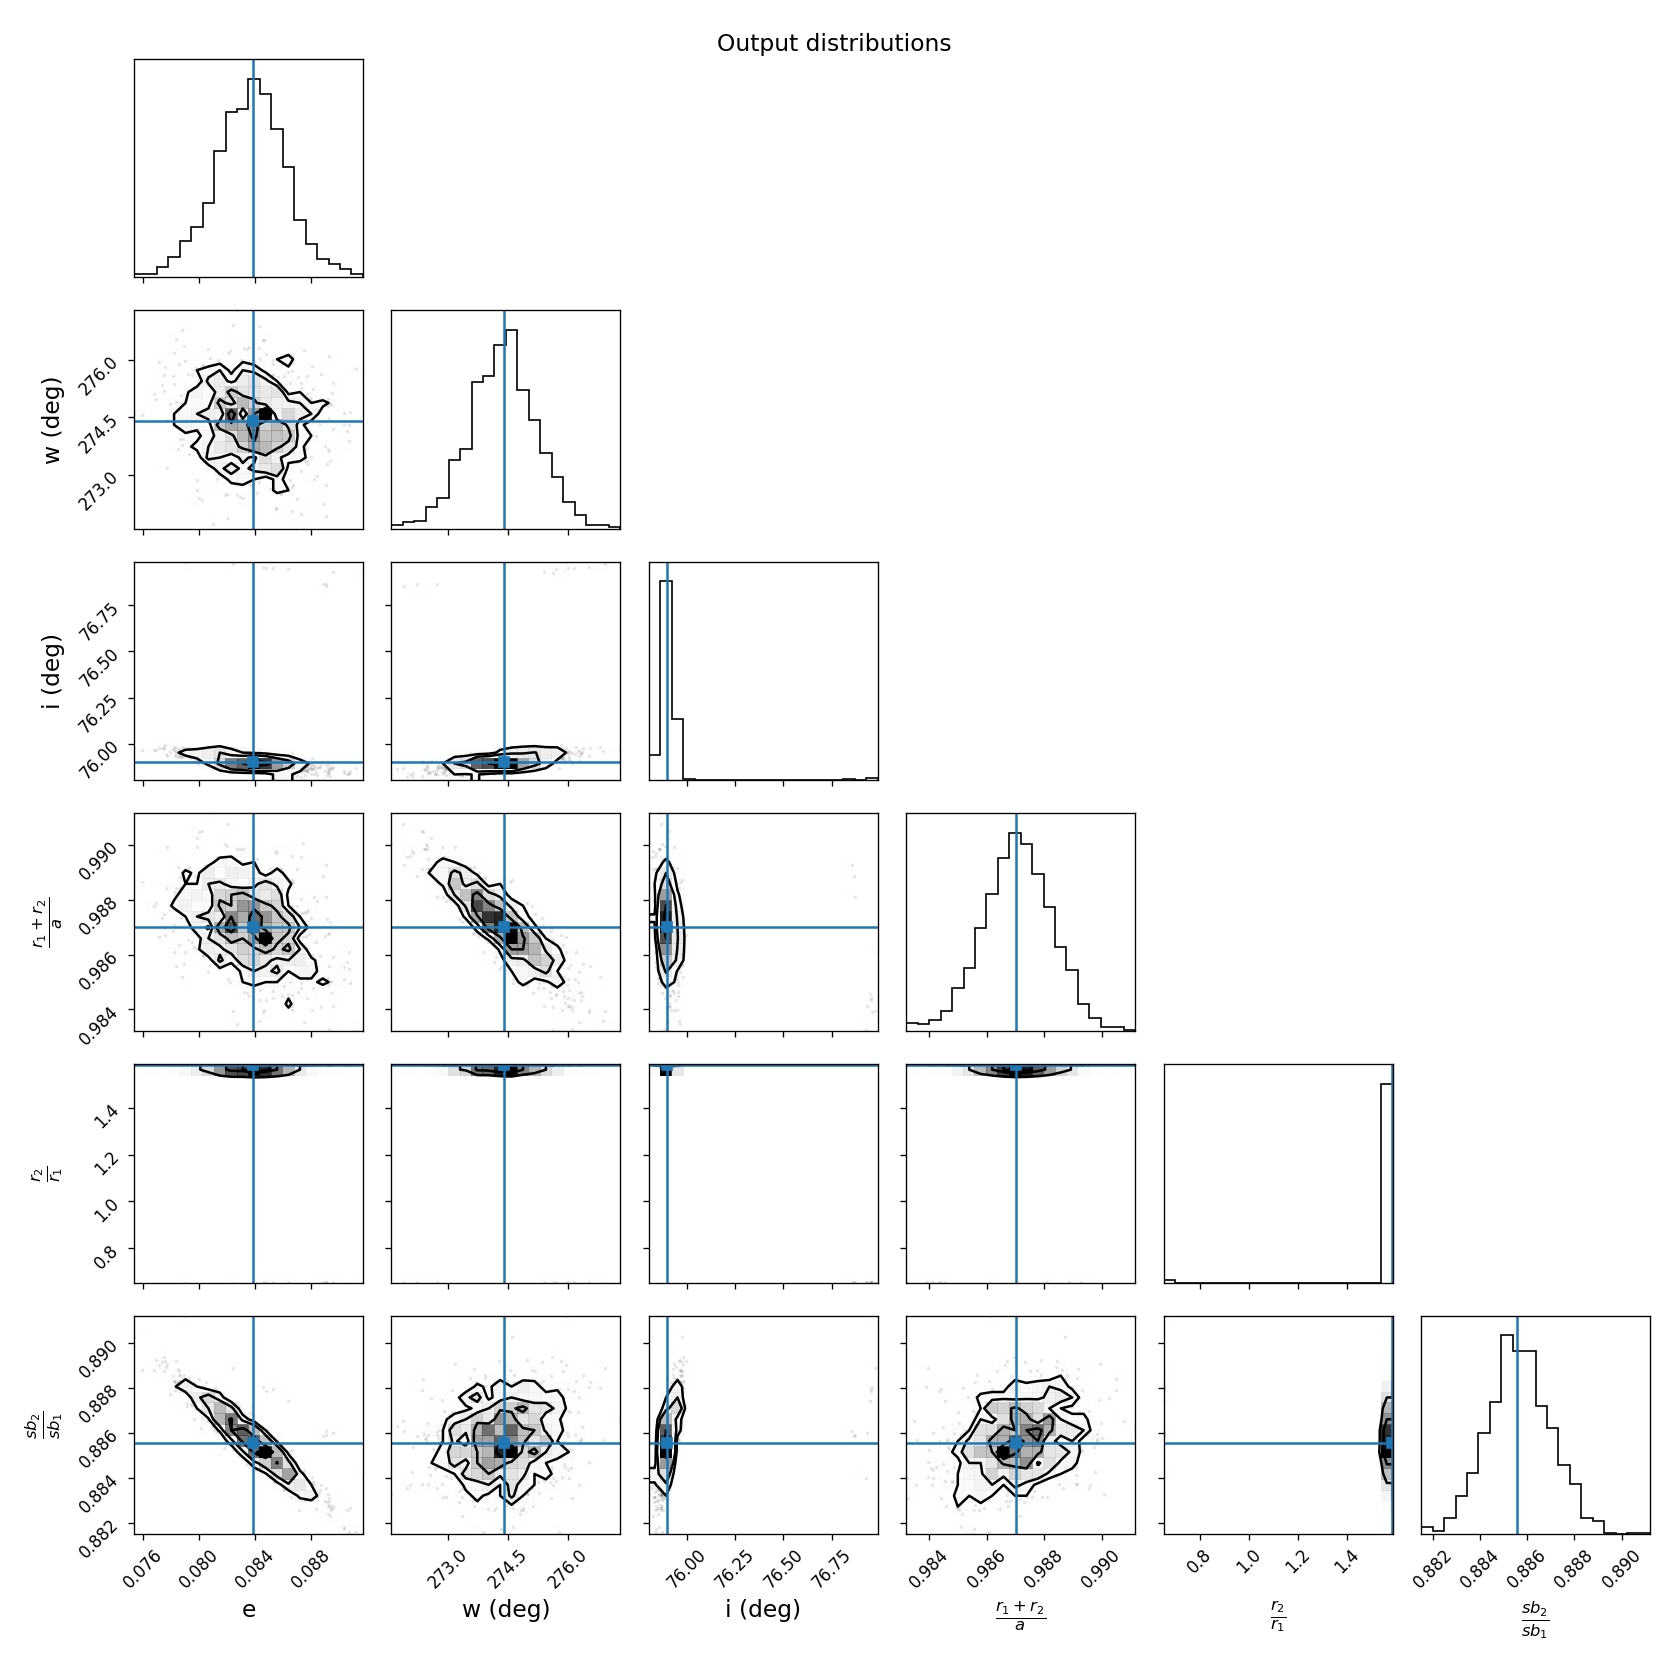 Output distributions
w (deg)
276.0
274.5
273.0
i (deg)
76.75
76.50
76.25
76.00
r₁ + r₂
a
0.990
0.988
0.986
0.984
r₂
r₁
1.4
1.2
1.0
0.8
sb₂
sb₁
0.890
0.888
0.886
0.884
0.882
0.076 0.080 0.084 0.088 273.0 274.5 276.0 76.00 76.25 76.50 76.75 0.984 0.986 0.988 0.990 0.8 1.0 1.2 1.4 0.882 0.884 0.886 0.888 0.890
e w (deg) i (deg)
r₁ + r₂
a
r₂
r₁
sb₂
sb₁